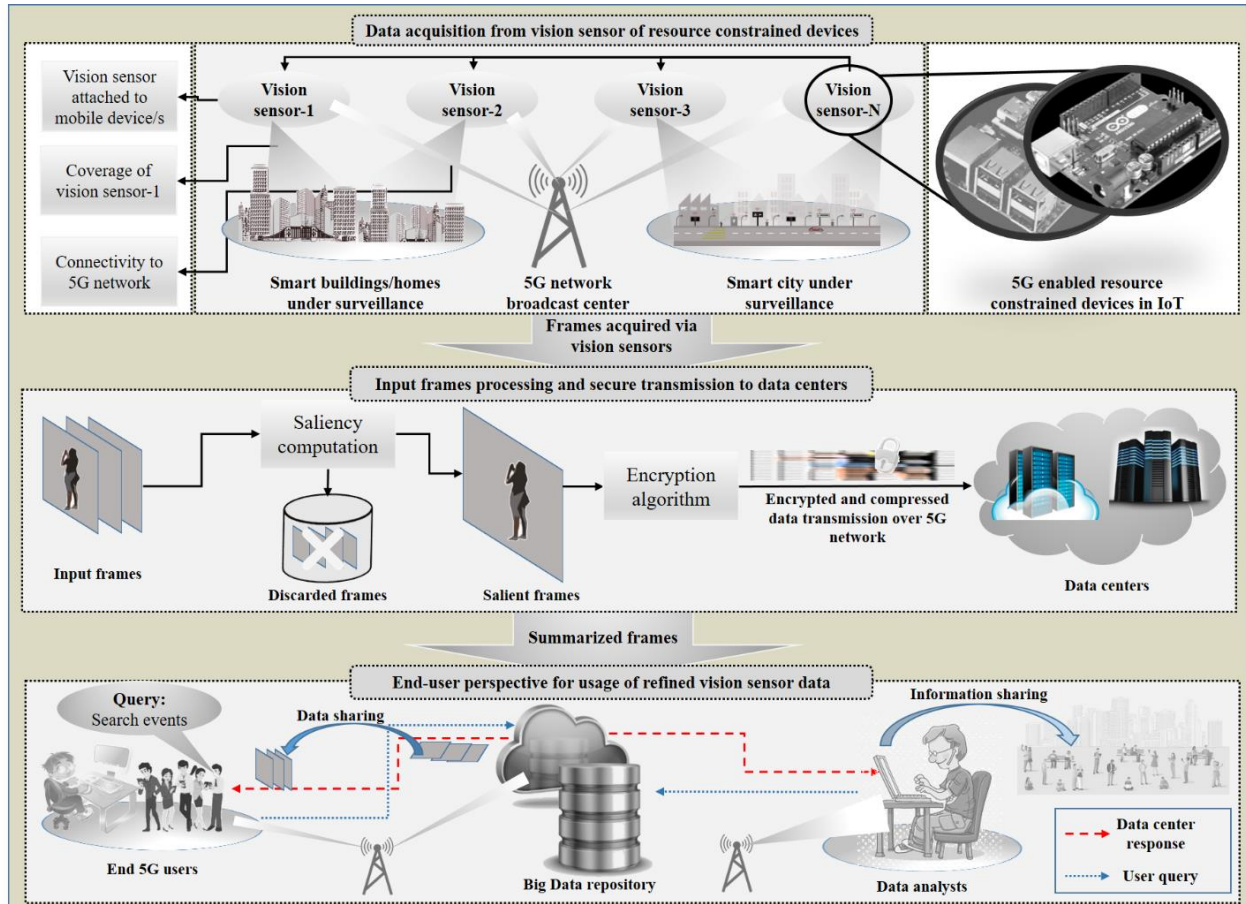 Data acquisition from vision sensor of resource constrained devices
Vision sensor
attached to
mobile device/s
Coverage of
vision sensor-1
Connectivity to
5G network
Vision
sensor-1
Vision
sensor-2
Vision
sensor-3
Vision
sensor-N
Smart buildings/homes
under surveillance
5G network
broadcast center
Smart city under
surveillance
5G enabled resource
constrained devices in IoT
Frames acquired via
vision sensors
Input frames processing and secure transmission to data centers
Input frames
Saliency
computation
Discarded frames
Salient frames
Encryption
algorithm
Encrypted and compressed
data transmission over 5G
network
Data centers
Summarized frames
End-user perspective for usage of refined vision sensor data
Query:
Search events
Data sharing
Information sharing
End 5G users
Big Data repository
Data analysts
Data center
response
User query